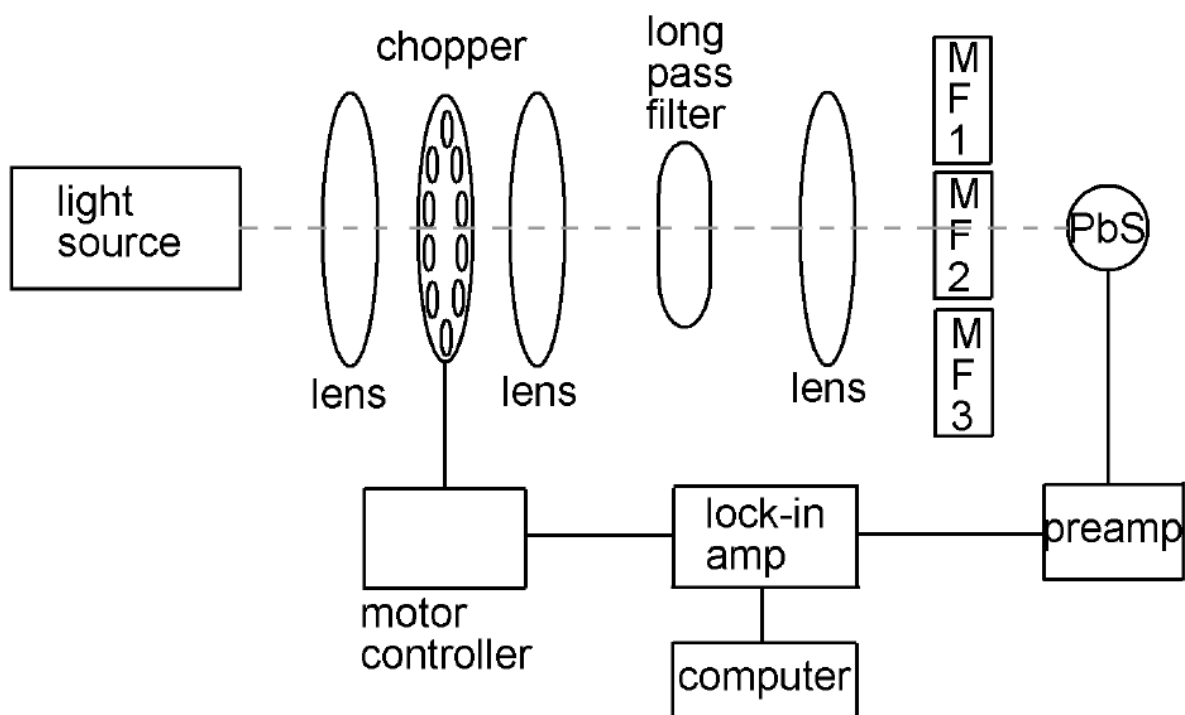 chopper
long
pass
filter
light
source
lens
lens
lens
M
F
1
M
F
2
M
F
3
PbS
motor
controller
lock-in
amp
preamp
computer